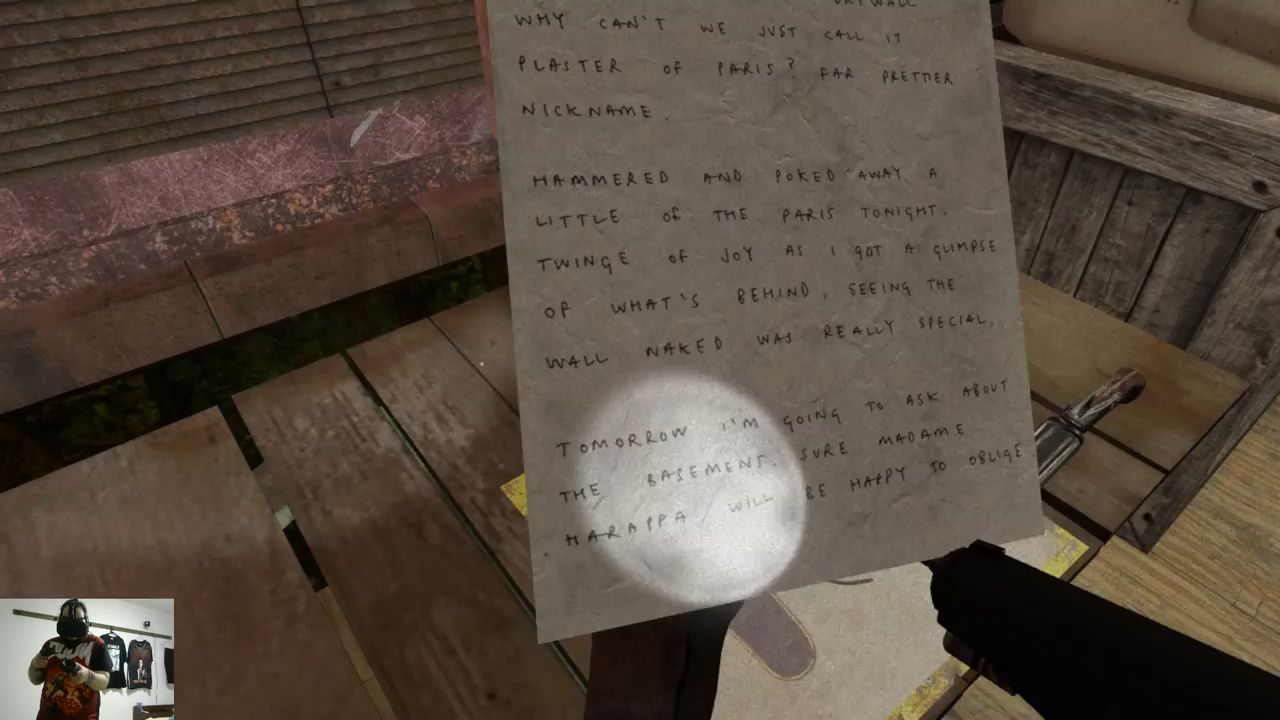 DRYWALL.
WHY CAN'T WE JUST CALL IT
PLASTER OF PARIS? FAR PRETTER
NICKNAME.
HAMMERED AND POKED AWAY A
LITTLE OF THE PARIS TONIGHT.
TWINGE OF JOY AS I GOT A GLIMPSE
OF WHAT'S BEHIND, SEEING THE
WALL NAKED WAS REALLY SPECIAL.
TOMORROW I'M GOING TO ASK ABOUT
THE BASEMENT. SURE MADAME
HARAPPA WILL BE HAPPY TO OBLIGE.